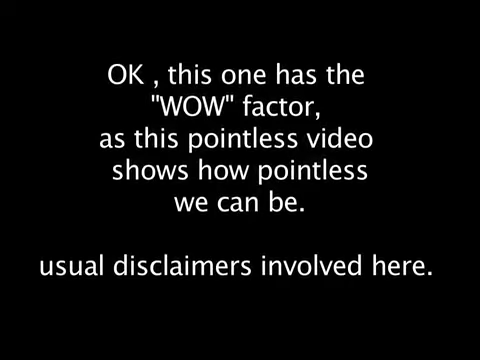 OK , this one has the
"WOW" factor,
as this pointless video
shows how pointless
we can be.
usual disclaimers involved here.